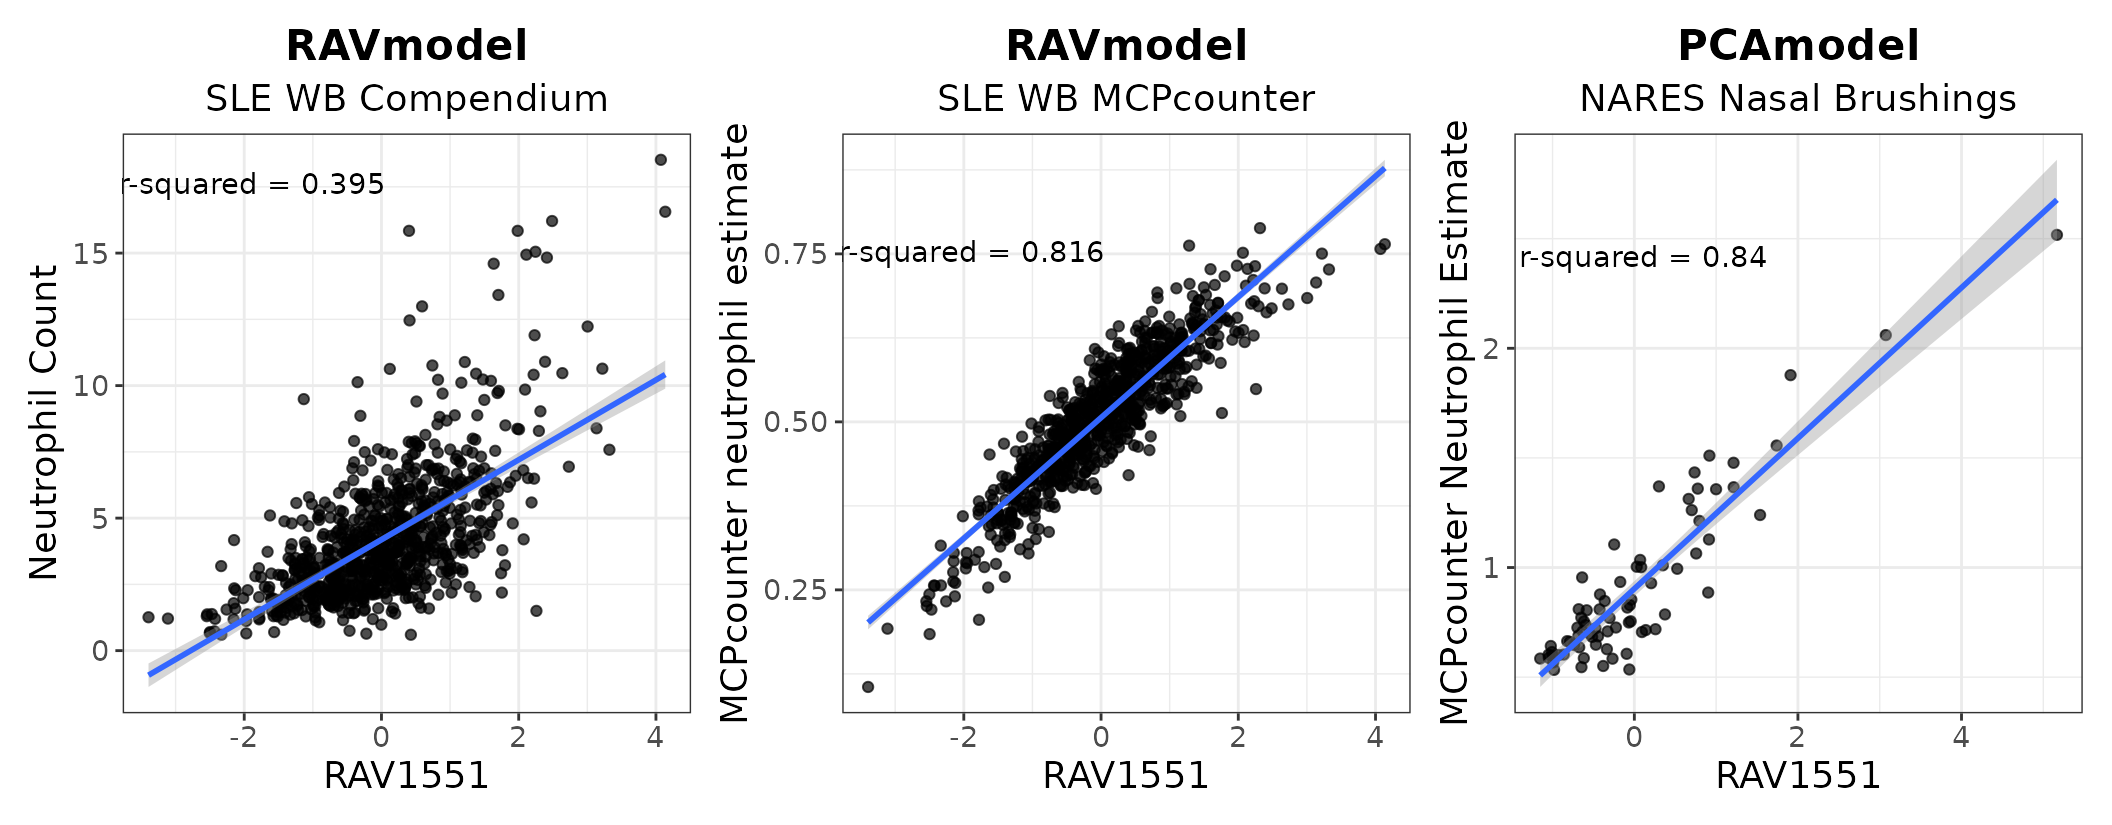 RAVmodel
SLE WB Compendium
Neutrophil Count
r-squared = 0.395
15
10
5
0
-2 0 2 4
RAV1551
RAVmodel
SLE WB MCPcounter
MCPcounter neutrophil estimate
r-squared = 0.816
0.75
0.50
0.25
-2 0 2 4
RAV1551
PCAmodel
NARES Nasal Brushings
MCPcounter Neutrophil Estimate
r-squared = 0.84
2
1
0 2 4
RAV1551